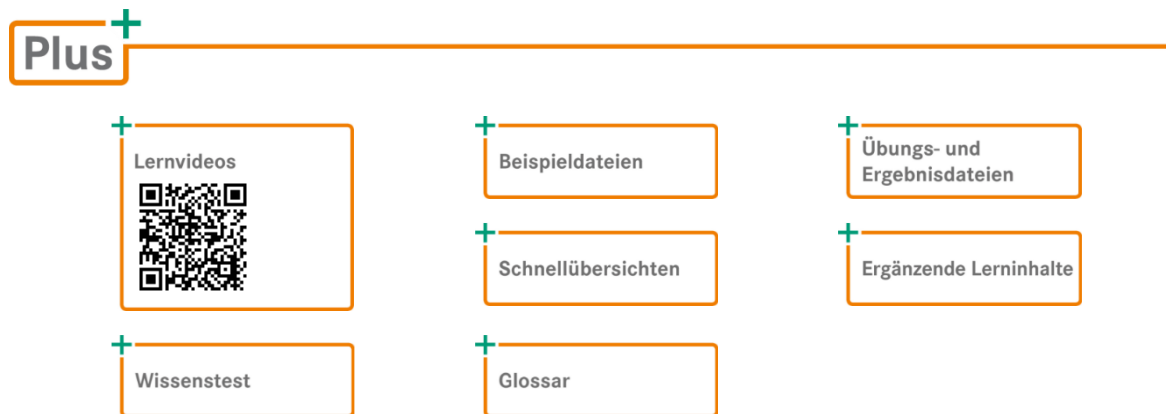 Plus
Lernvideos
Beispieldateien
Übungs- und
Ergebnisdateien
Schnellübersichten
Ergänzende Lerninhalte
Wissenstest
Glossar